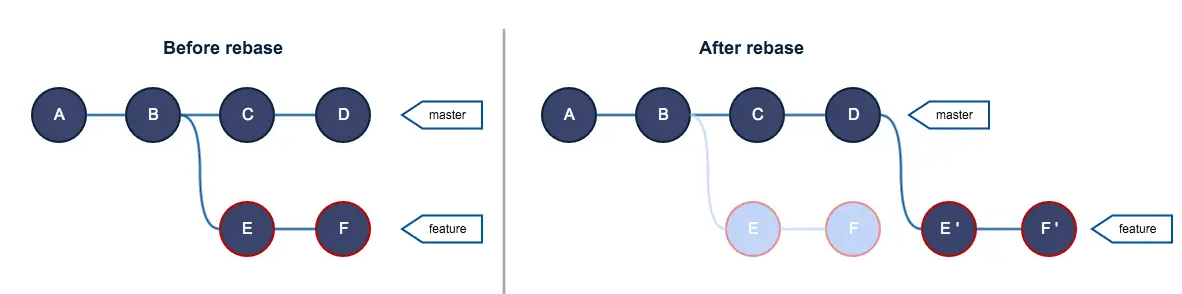 Before rebase
A B C D master
E F feature
After rebase
A B C D master
E F E ' F ' feature